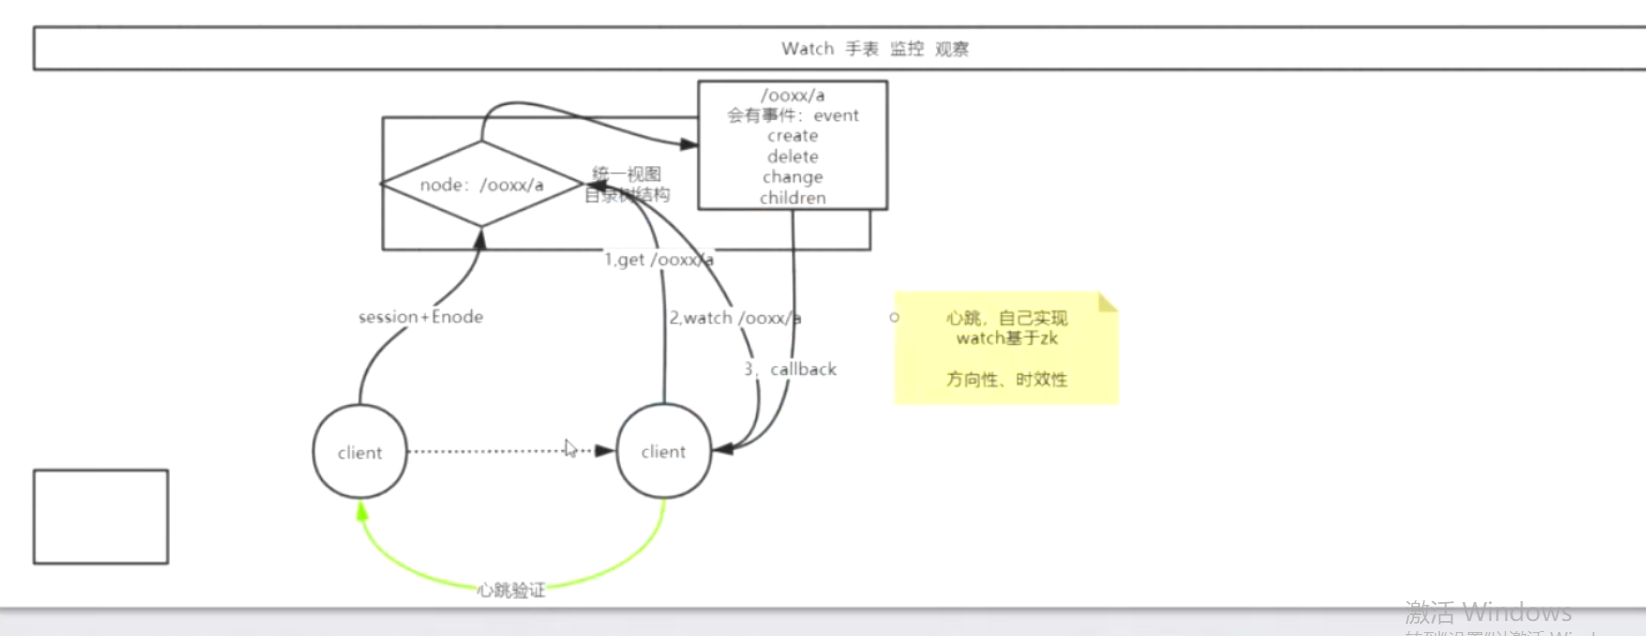 Watch 手表 监控 观察
/ooxx/a
会有事件：event
create
delete
change
children
node：/ooxx/a
统一视图
目录树结构
1,get /ooxx/a
session+Enode
2,watch /ooxx/a
3，callback
心跳，自己实现
watch基于zk
方向性、时效性
client
client
心跳验证
激活 Windows